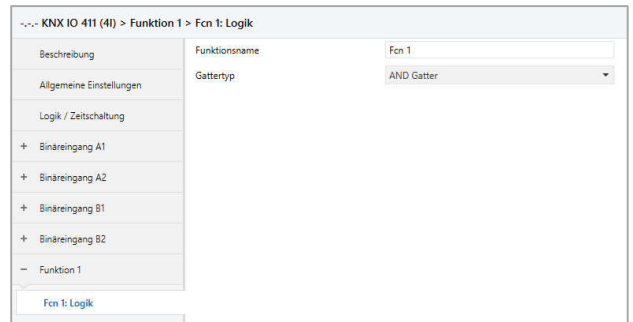 -.-.- KNX IO 411 (4I) > Funktion 1 > Fcn 1: Logik
Beschreibung
Allgemeine Einstellungen
Logik / Zeitschaltung
+ Binäreingang A1
+ Binäreingang A2
+ Binäreingang B1
+ Binäreingang B2
− Funktion 1
Fcn 1: Logik
Funktionsname Fcn 1
Gattertyp AND Gatter